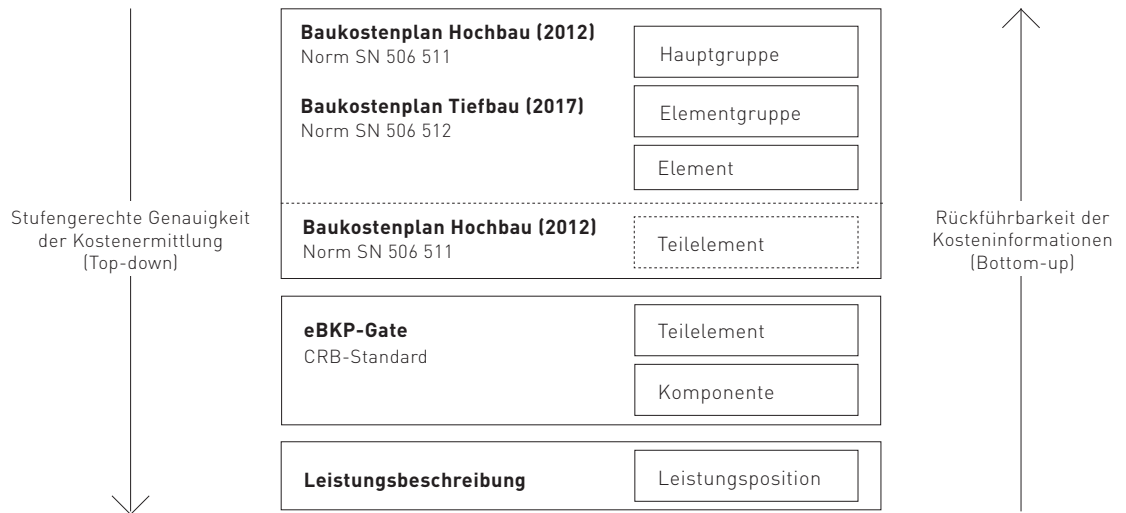 Baukostenplan Hochbau (2012)
Norm SN 506 511
Hauptgruppe
Baukostenplan Tiefbau (2017)
Norm SN 506 512
Elementgruppe
Element
Stufengerechte Genauigkeit
der Kostenermittlung
(Top-down)
Baukostenplan Hochbau (2012)
Norm SN 506 511
Teilelement
Rückführbarkeit der
Kosteninformationen
(Bottom-up)
eBKP-Gate
CRB-Standard
Teilelement
Komponente
Leistungsbeschreibung
Leistungsposition